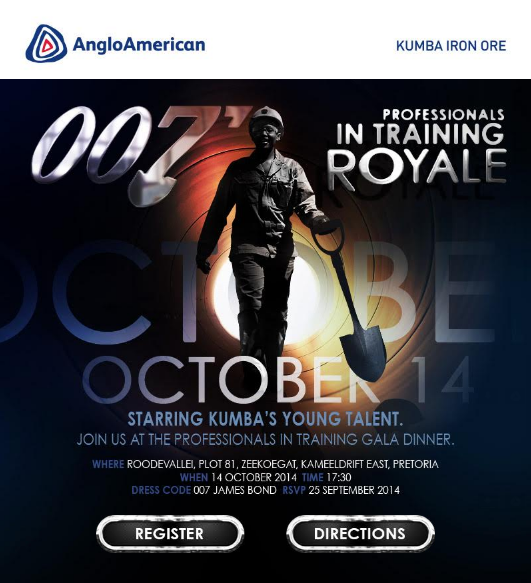 AngloAmerican
KUMBA IRON ORE
007
PROFESSIONALS
IN TRAINING
ROYALE
OCTOBE
OCTOBER 14
STARRING KUMBA'S YOUNG TALENT.
JOIN US AT THE PROFESSIONALS IN TRAINING GALA DINNER.
WHERE ROODEVALLEI, PLOT 81, ZEEKOEGAT, KAMEELDRIFT EAST, PRETORIA
WHEN 14 OCTOBER 2014 TIME 17:30
DRESS CODE 007 JAMES BOND RSVP 25 SEPTEMBER 2014
REGISTER
DIRECTIONS